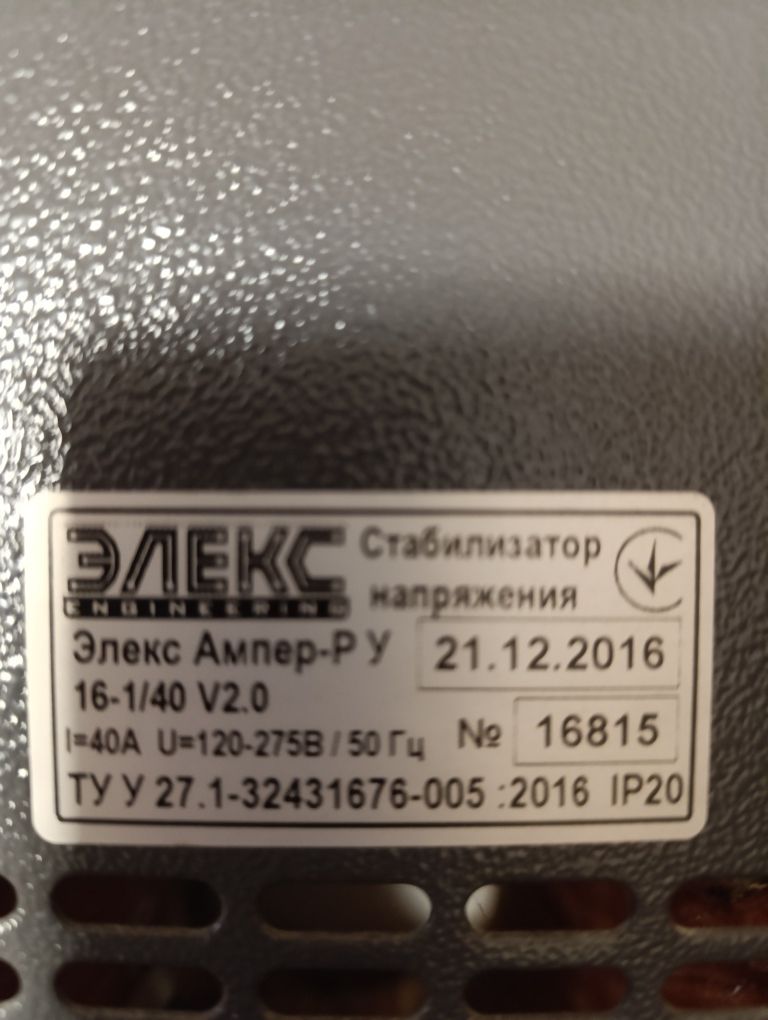 ЭЛЕКС
ENGINEERING
Стабилизатор
напряжения
Элекс Ампер-Р У
21.12.2016
16-1/40 V2.0
I=40А U=120-275В / 50 Гц
№ 16815
ТУ У 27.1-32431676-005 :2016 IP20